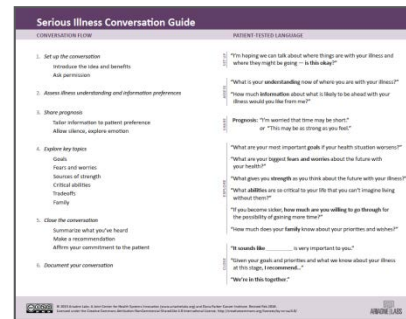 Serious Illness Conversation Guide
CONVERSATION FLOW
1. Set up the conversation
Introduce the idea and benefits
Ask permission
2. Assess illness understanding and information preferences
3. Share prognosis
Tailor information to patient preference
Allow silence, explore emotion
4. Explore key topics
Goals
Fears and worries
Sources of strength
Critical abilities
Tradeoffs
Family
5. Close the conversation
Summarize what you've heard
Make a recommendation
Affirm your commitment to the patient
6. Document your conversation
PATIENT-TESTED LANGUAGE
"I'm hoping we can talk about where things are with your illness and
where they might be going — is this okay?"
"What is your understanding now of where you are with your illness?"
"How much information about what is likely to be ahead with your
illness would you like from me?"
Prognosis: "I'm worried that time may be short."
or "This may be as strong as you feel."
"What are your most important goals if your health situation worsens?"
"What are your biggest fears and worries about the future with
your health?"
"What gives you strength as you think about the future with your illness?"
"What abilities are so critical to your life that you can't imagine living
without them?"
"If you become sicker, how much are you willing to go through for
the possibility of gaining more time?"
"How much does your family know about your priorities and wishes?"
"It sounds like ________ is very important to you."
"Given your goals and priorities and what we know about your illness
at this stage, I recommend..."
"We're in this together."
ARIADNE LABS